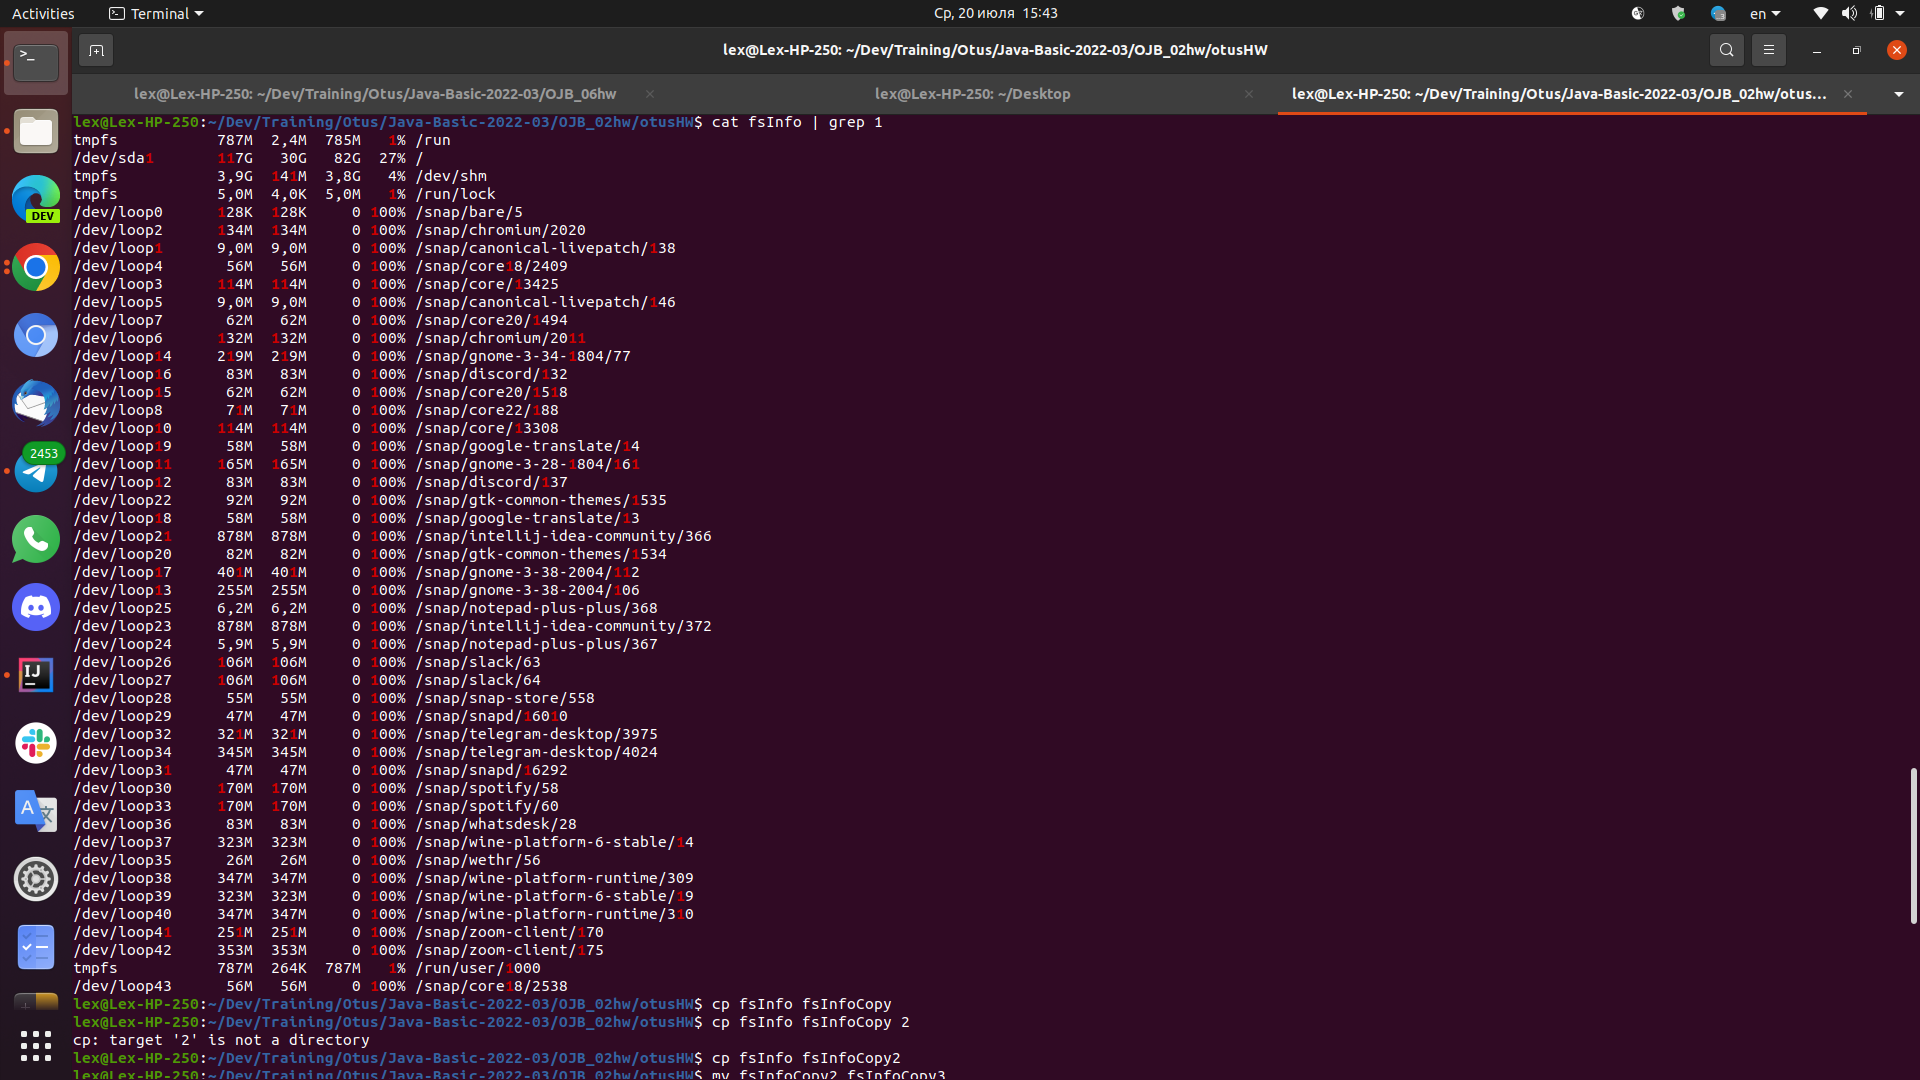 Activities
Terminal
Ср, 20 июля 15:43
en
lex@Lex-HP-250: ~/Dev/Training/Otus/Java-Basic-2022-03/OJB_02hw/otusHW
lex@Lex-HP-250: ~/Dev/Training/Otus/Java-Basic-2022-03/OJB_06hw
lex@Lex-HP-250: ~/Desktop
lex@Lex-HP-250: ~/Dev/Training/Otus/Java-Basic-2022-03/OJB_02hw/otus...
DEV
2453
lex@Lex-HP-250:~/Dev/Training/Otus/Java-Basic-2022-03/OJB_02hw/otusHW$ cat fsInfo | grep 1
tmpfs 787M 2,4M 785M 1% /run
/dev/sda1 117G 30G 82G 27% /
tmpfs 3,9G 141M 3,8G 4% /dev/shm
tmpfs 5,0M 4,0K 5,0M 1% /run/lock
/dev/loop0 128K 128K 0 100% /snap/bare/5
/dev/loop2 134M 134M 0 100% /snap/chromium/2020
/dev/loop1 9,0M 9,0M 0 100% /snap/canonical-livepatch/138
/dev/loop4 56M 56M 0 100% /snap/core18/2409
/dev/loop3 114M 114M 0 100% /snap/core/13425
/dev/loop5 9,0M 9,0M 0 100% /snap/canonical-livepatch/146
/dev/loop7 62M 62M 0 100% /snap/core20/1494
/dev/loop6 132M 132M 0 100% /snap/chromium/2011
/dev/loop14 219M 219M 0 100% /snap/gnome-3-34-1804/77
/dev/loop16 83M 83M 0 100% /snap/discord/132
/dev/loop15 62M 62M 0 100% /snap/core20/1518
/dev/loop8 71M 71M 0 100% /snap/core22/188
/dev/loop10 114M 114M 0 100% /snap/core/13308
/dev/loop19 58M 58M 0 100% /snap/google-translate/14
/dev/loop11 165M 165M 0 100% /snap/gnome-3-28-1804/161
/dev/loop12 83M 83M 0 100% /snap/discord/137
/dev/loop22 92M 92M 0 100% /snap/gtk-common-themes/1535
/dev/loop18 58M 58M 0 100% /snap/google-translate/13
/dev/loop21 878M 878M 0 100% /snap/intellij-idea-community/366
/dev/loop20 82M 82M 0 100% /snap/gtk-common-themes/1534
/dev/loop17 401M 401M 0 100% /snap/gnome-3-38-2004/112
/dev/loop13 255M 255M 0 100% /snap/gnome-3-38-2004/106
/dev/loop25 6,2M 6,2M 0 100% /snap/notepad-plus-plus/368
/dev/loop23 878M 878M 0 100% /snap/intellij-idea-community/372
/dev/loop24 5,9M 5,9M 0 100% /snap/notepad-plus-plus/367
/dev/loop26 106M 106M 0 100% /snap/slack/63
/dev/loop27 106M 106M 0 100% /snap/slack/64
/dev/loop28 55M 55M 0 100% /snap/snap-store/558
/dev/loop29 47M 47M 0 100% /snap/snapd/16010
/dev/loop32 321M 321M 0 100% /snap/telegram-desktop/3975
/dev/loop34 345M 345M 0 100% /snap/telegram-desktop/4024
/dev/loop31 47M 47M 0 100% /snap/snapd/16292
/dev/loop30 170M 170M 0 100% /snap/spotify/58
/dev/loop33 170M 170M 0 100% /snap/spotify/60
/dev/loop36 83M 83M 0 100% /snap/whatsdesk/28
/dev/loop37 323M 323M 0 100% /snap/wine-platform-6-stable/14
/dev/loop35 26M 26M 0 100% /snap/wethr/56
/dev/loop38 347M 347M 0 100% /snap/wine-platform-runtime/309
/dev/loop39 323M 323M 0 100% /snap/wine-platform-6-stable/19
/dev/loop40 347M 347M 0 100% /snap/wine-platform-runtime/310
/dev/loop41 251M 251M 0 100% /snap/zoom-client/170
/dev/loop42 353M 353M 0 100% /snap/zoom-client/175
tmpfs 787M 264K 787M 1% /run/user/1000
/dev/loop43 56M 56M 0 100% /snap/core18/2538
lex@Lex-HP-250:~/Dev/Training/Otus/Java-Basic-2022-03/OJB_02hw/otusHW$ cp fsInfo fsInfoCopy
lex@Lex-HP-250:~/Dev/Training/Otus/Java-Basic-2022-03/OJB_02hw/otusHW$ cp fsInfo fsInfoCopy 2
cp: target '2' is not a directory
lex@Lex-HP-250:~/Dev/Training/Otus/Java-Basic-2022-03/OJB_02hw/otusHW$ cp fsInfo fsInfoCopy2
lex@Lex-HP-250:~/Dev/Training/Otus/Java-Basic-2022-03/OJB_02hw/otusHW$ mv fsInfoCopy2 fsInfoCopy3